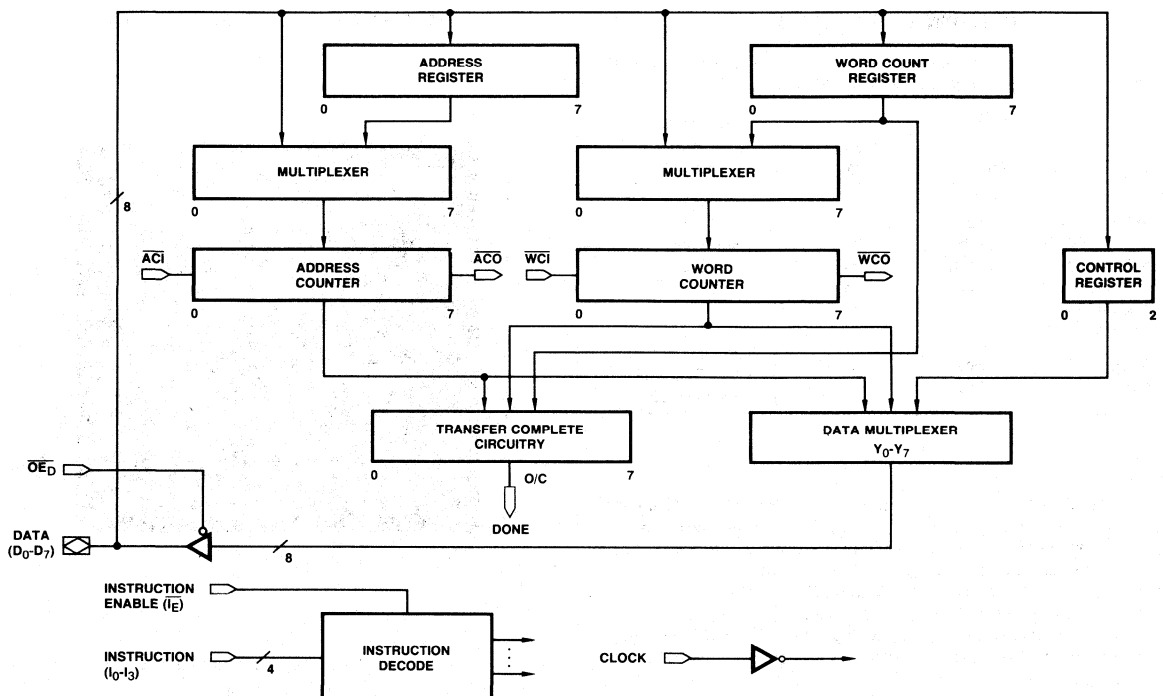 ADDRESS
REGISTER
0 7
WORD COUNT
REGISTER
0 7
MULTIPLEXER
0 7
MULTIPLEXER
0 7
8
ACI
ADDRESS
COUNTER
ACO
0 7
WCI
WORD
COUNTER
WCO
0 7
CONTROL
REGISTER
0 2
TRANSFER COMPLETE
CIRCUITRY
0 7
O/C
DONE
DATA MULTIPLEXER
Y0-Y7
OED
DATA
(D0-D7)
8
INSTRUCTION
ENABLE (IE)
INSTRUCTION
(I0-I3)
4
INSTRUCTION
DECODE
CLOCK